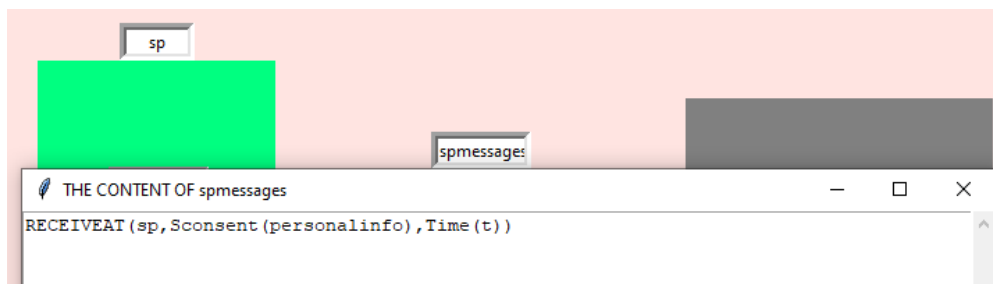 sp
spmessages
THE CONTENT OF spmessages
RECEIVEAT(sp,Sconsent(personalinfo),Time(t))